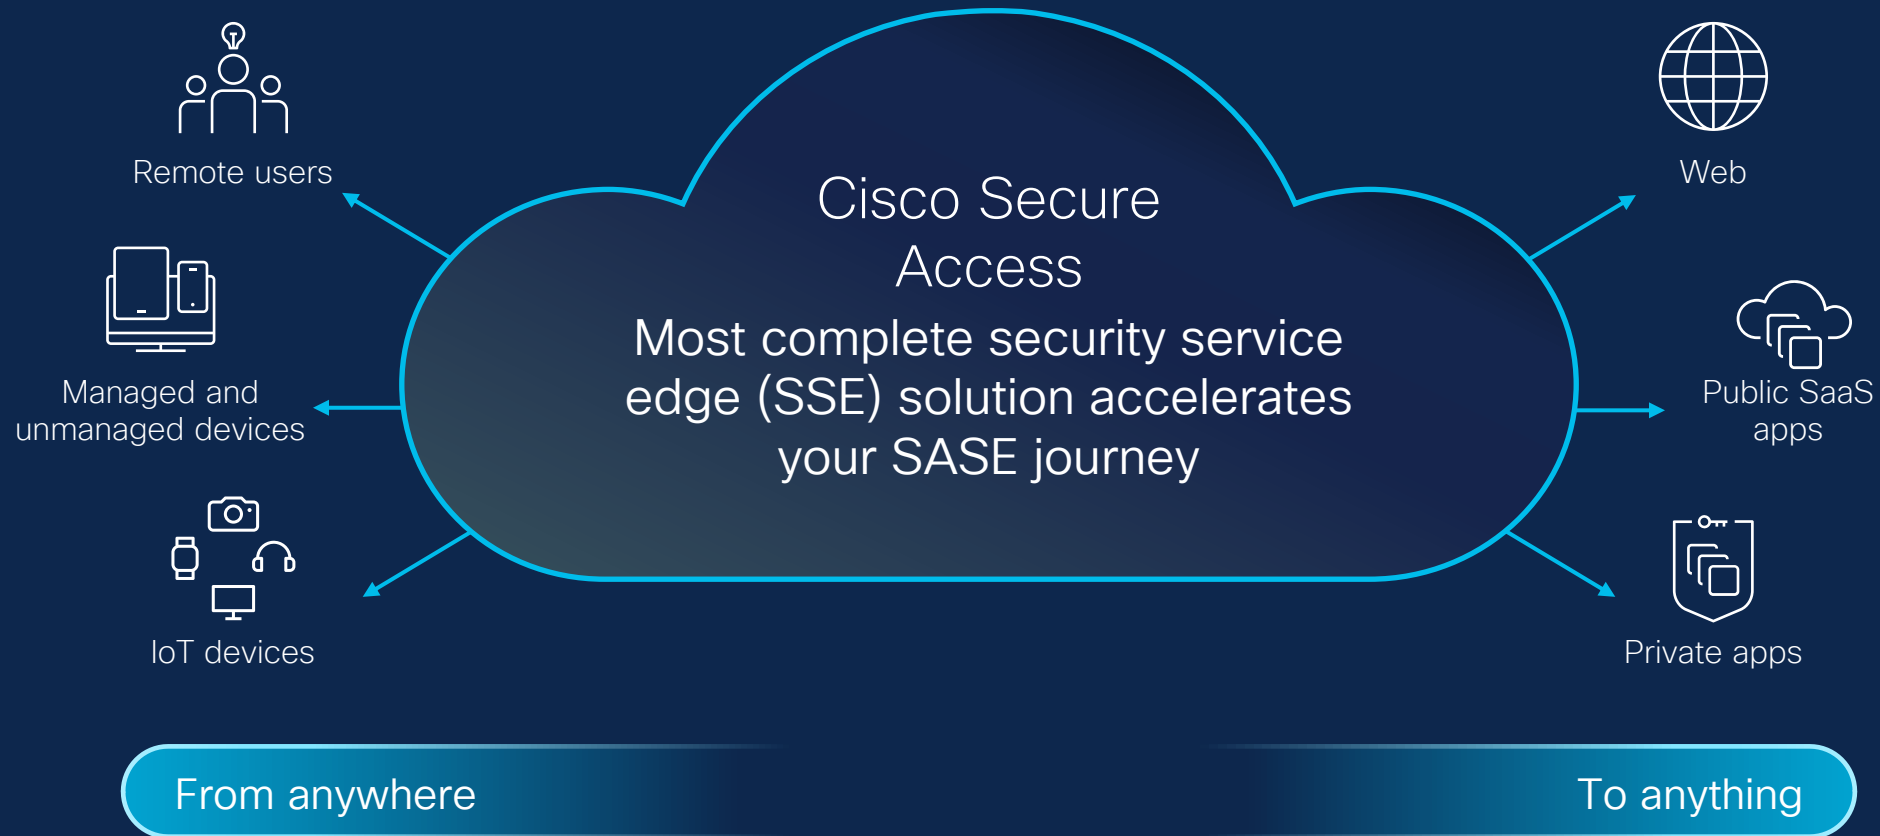 Remote users
Managed and
unmanaged devices
IoT devices
Cisco Secure
Access
Most complete security service
edge (SSE) solution accelerates
your SASE journey
Web
Public SaaS
apps
Private apps
From anywhere
To anything